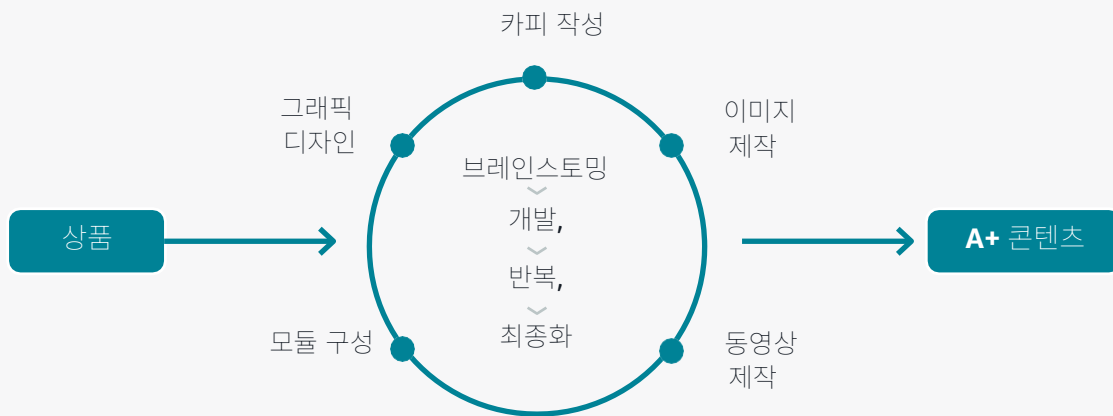 카피 작성
그래픽
디자인
이미지
제작
브레인스토밍
개발,
반복,
최종화
상품
A+ 콘텐츠
모듈 구성
동영상
제작